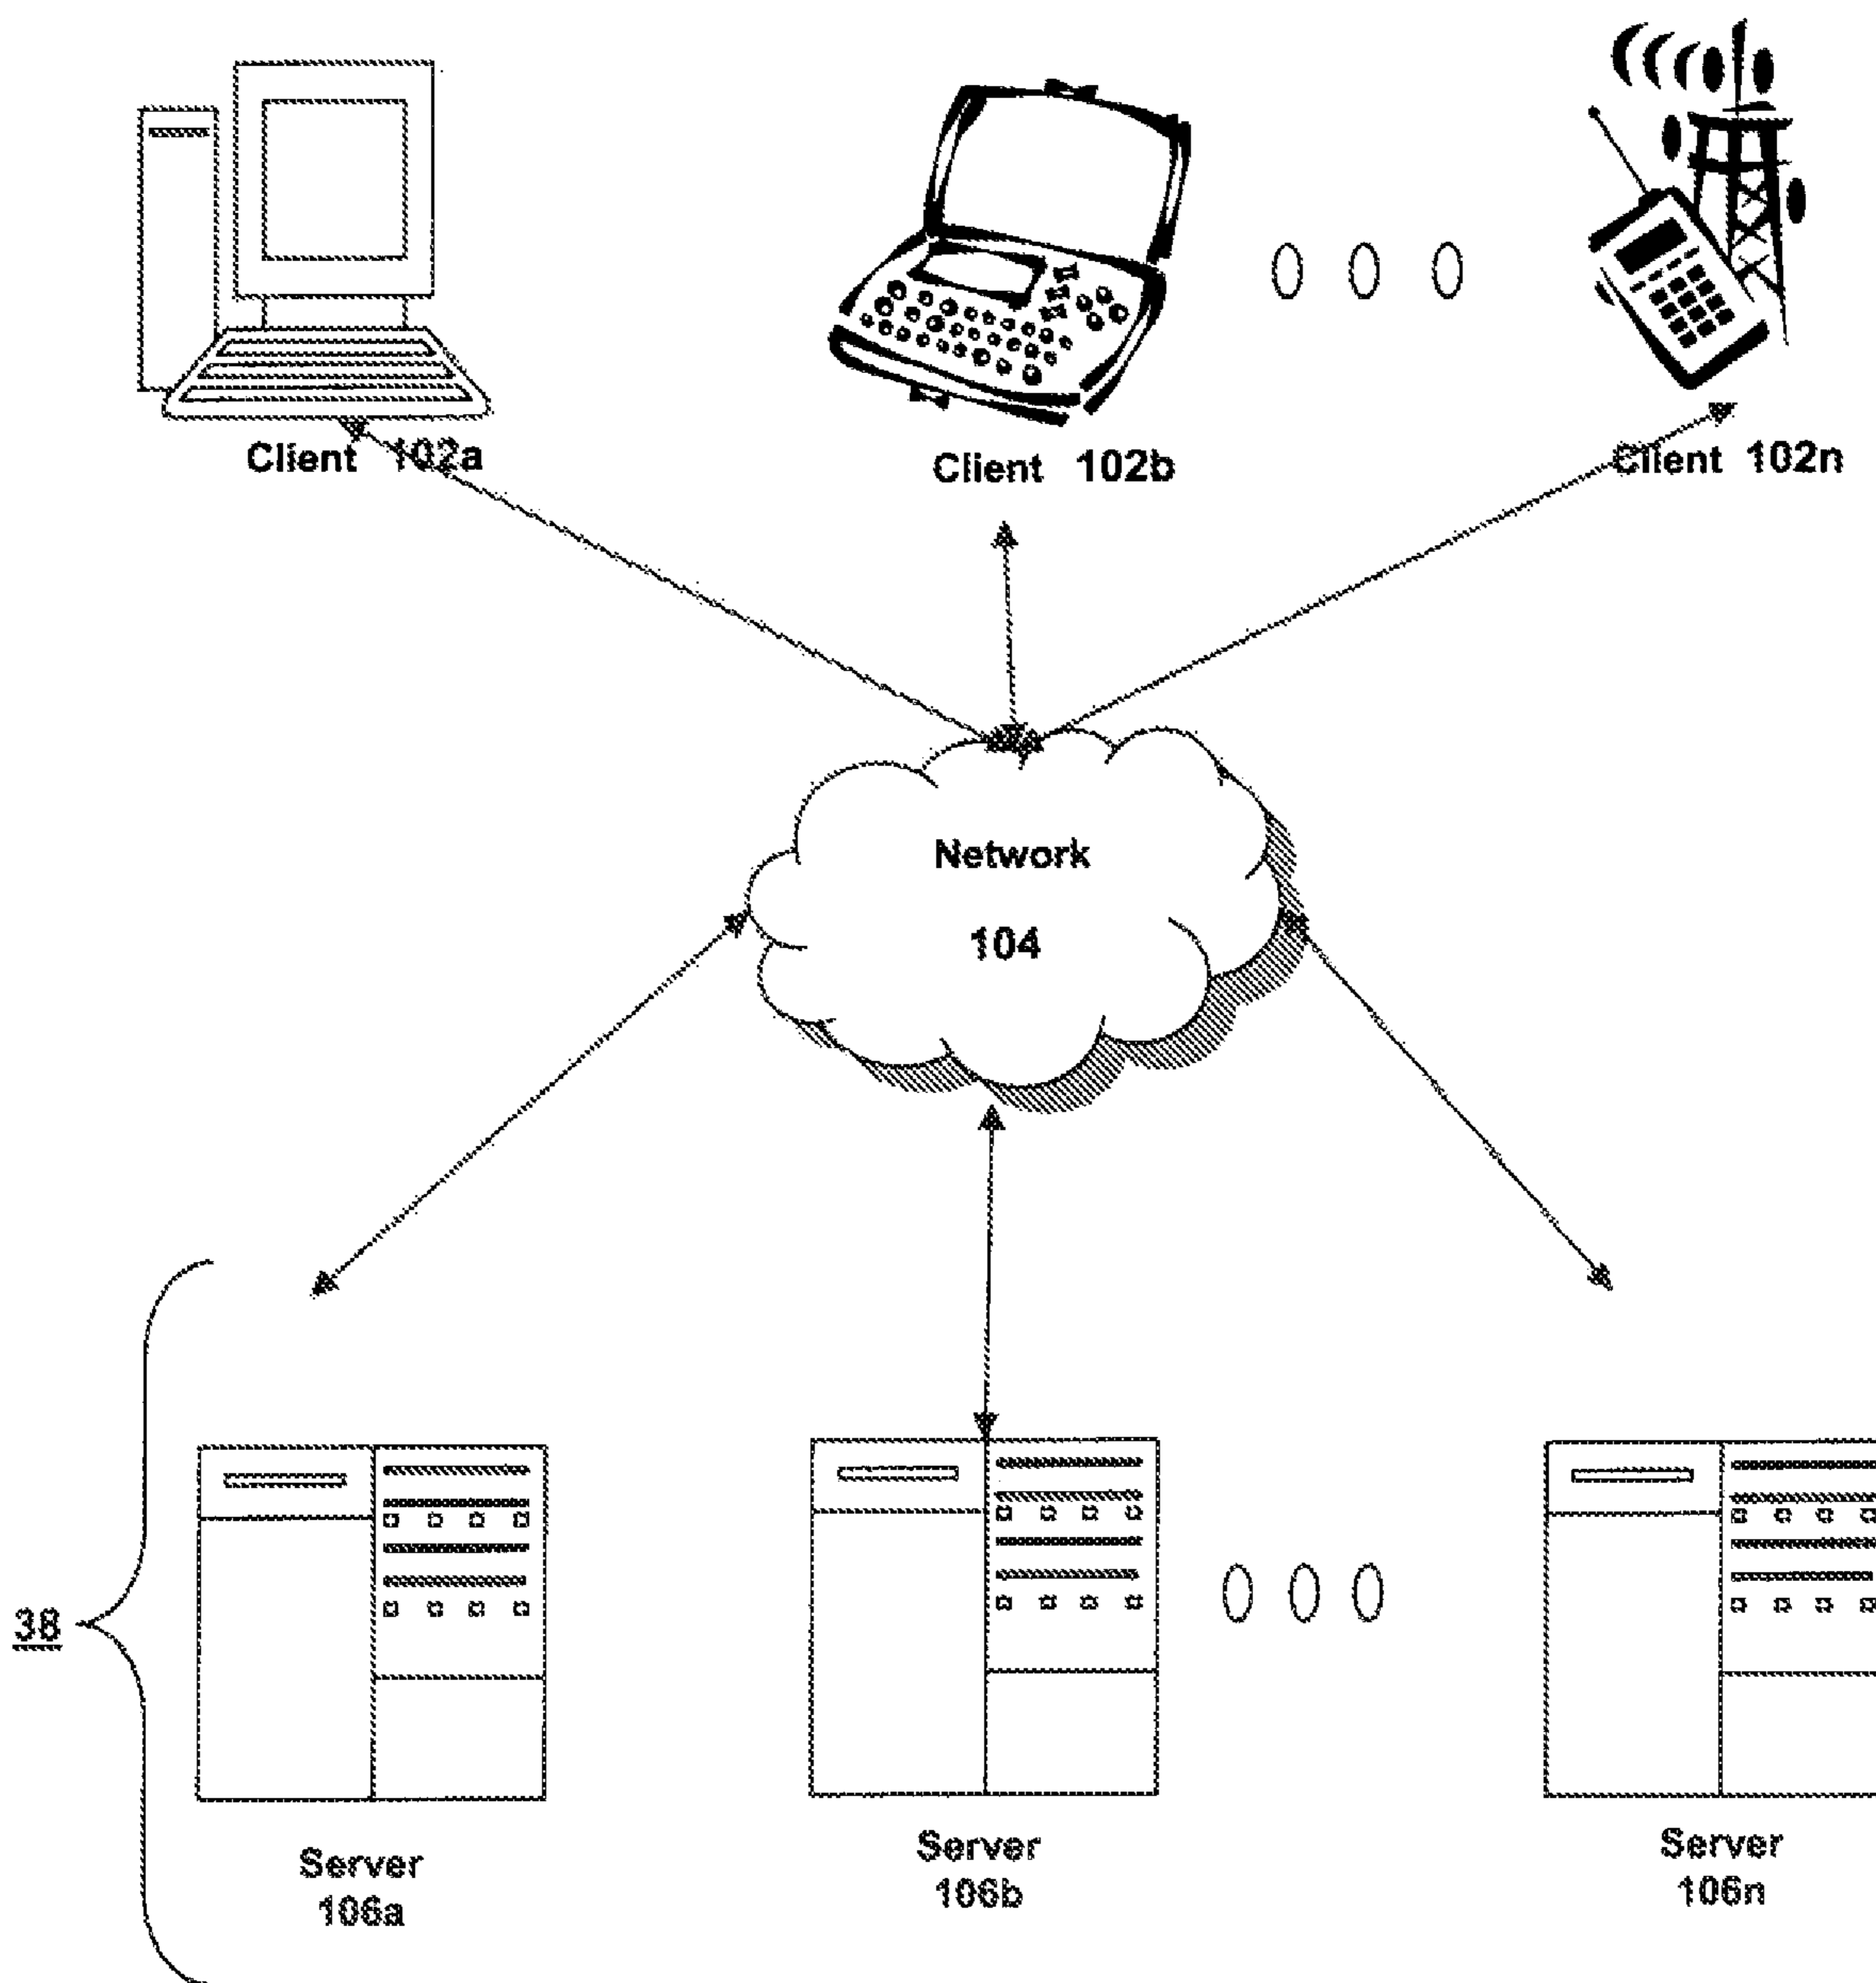 Client 102a
Client 102b
Client 102n
Network
104
38
Server
106a
Server
106b
Server
106n